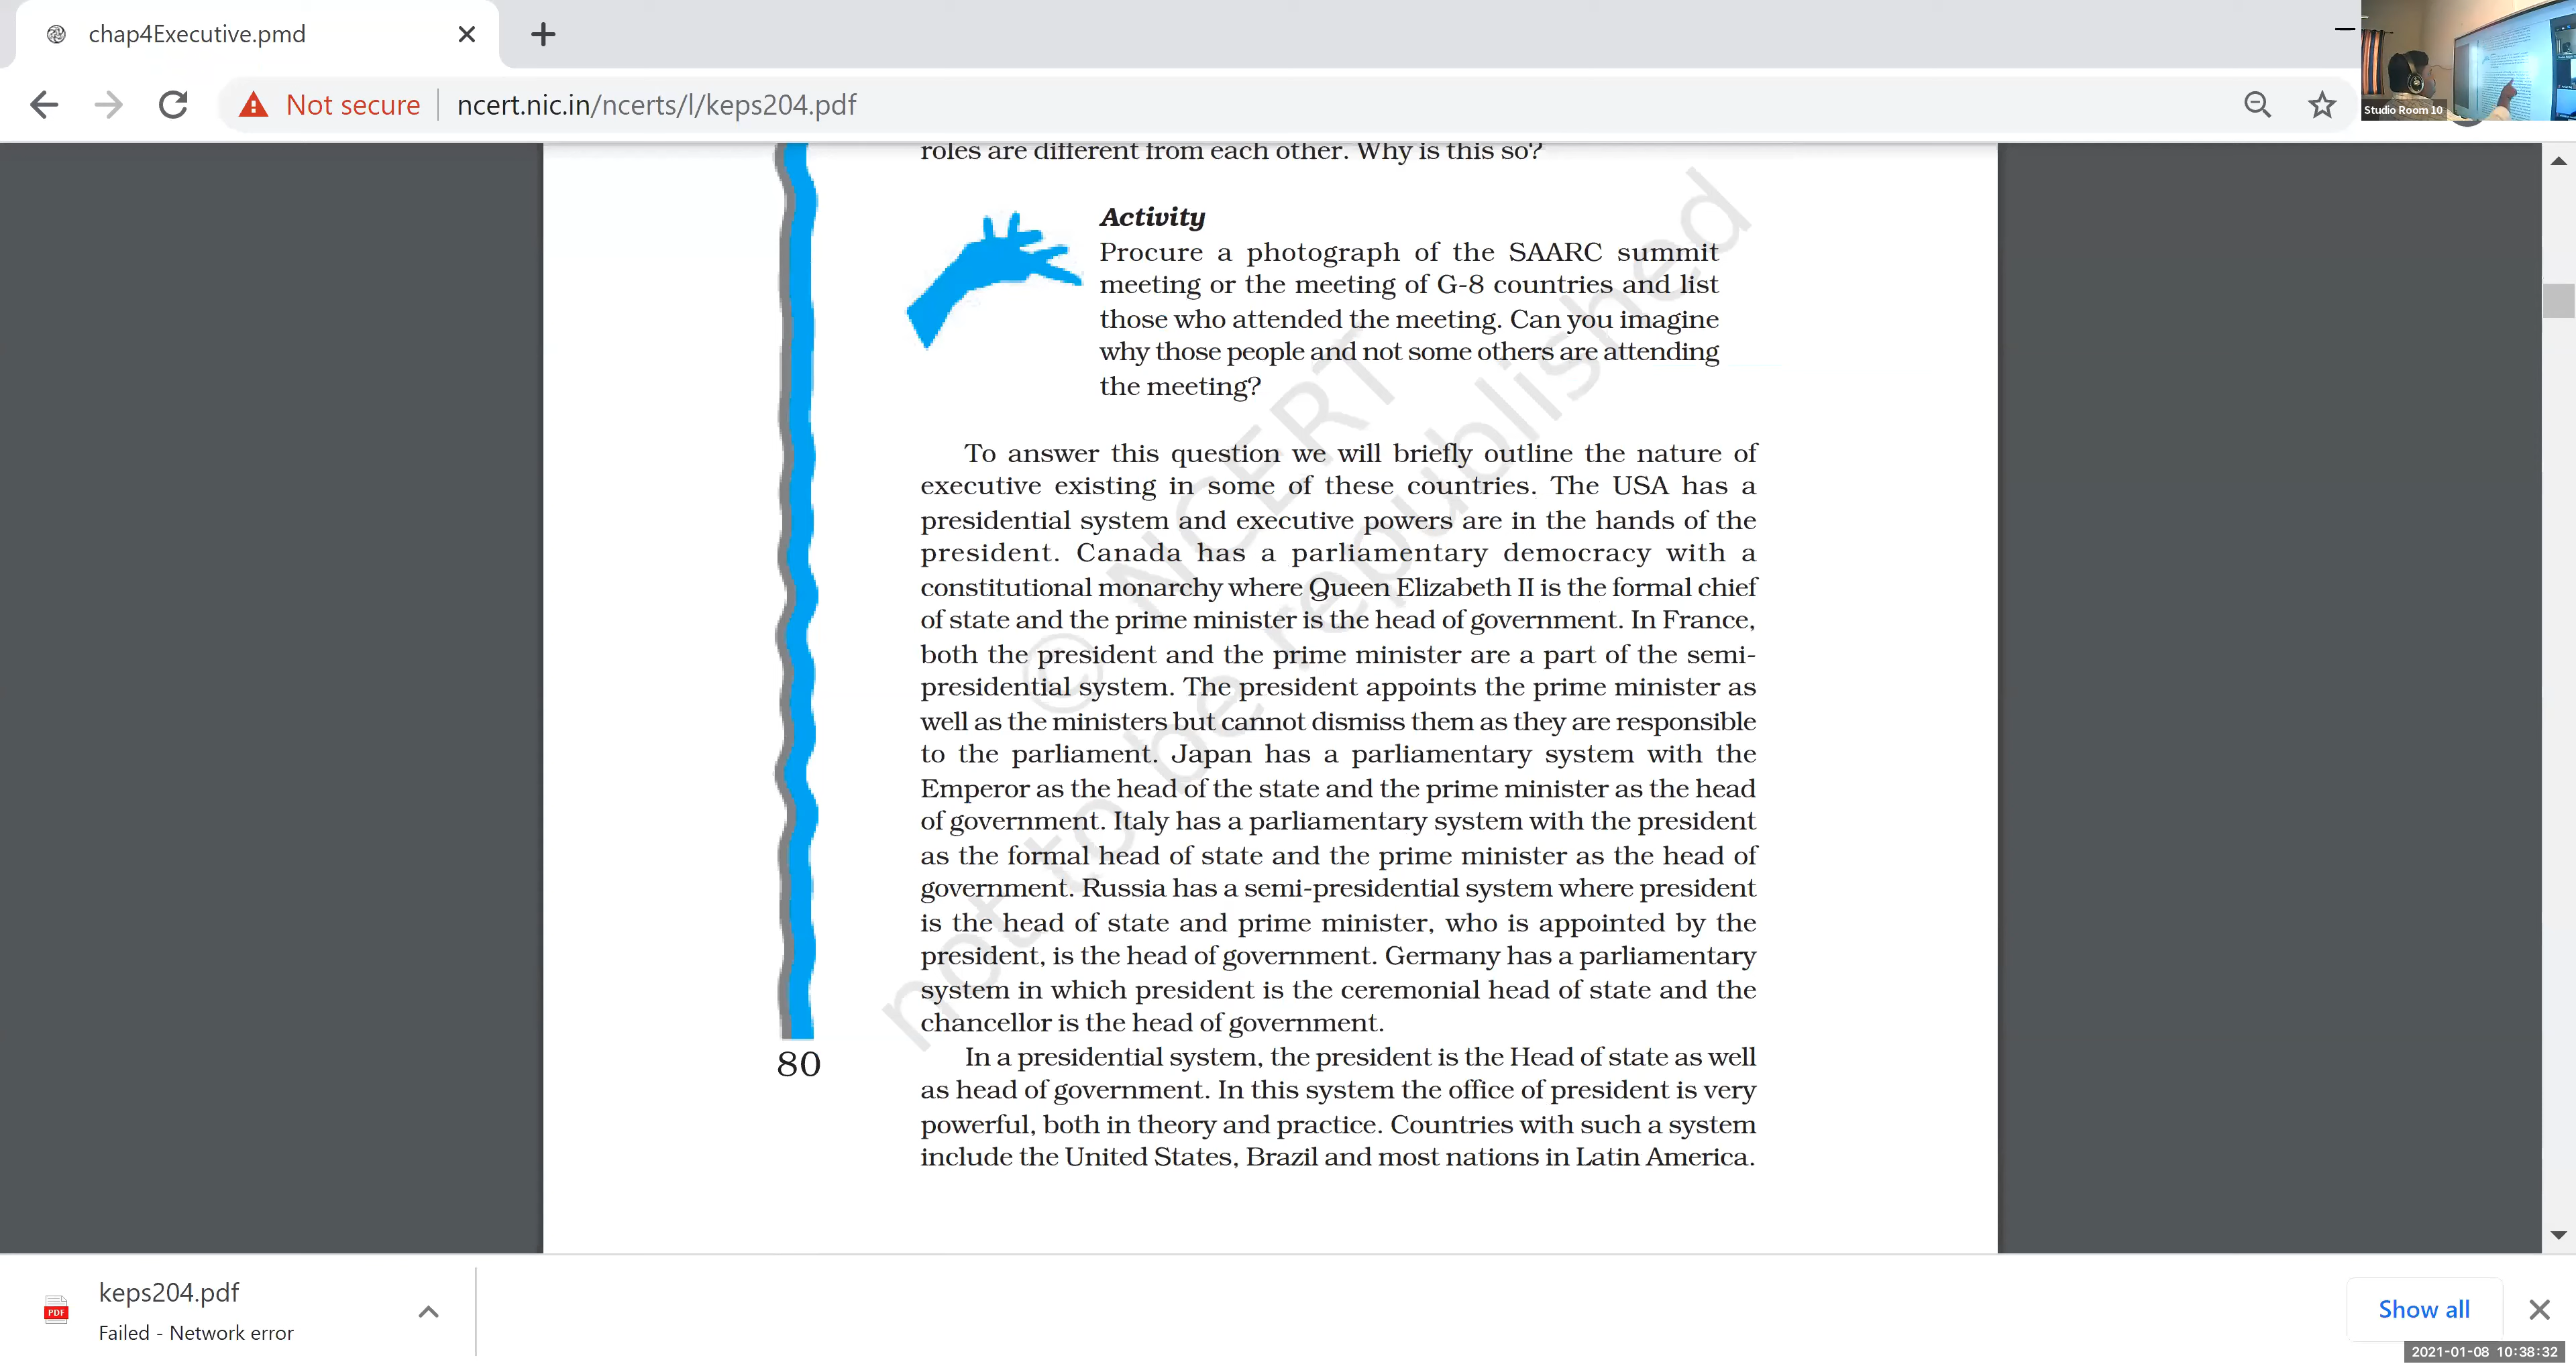 chap4Executive.pmd
Not secure
ncert.nic.in/ncerts/l/keps204.pdf
Studio Room 10
roles are different from each other. Why is this so?
Activity
Procure a photograph of the SAARC summit
meeting or the meeting of G-8 countries and list
those who attended the meeting. Can you imagine
why those people and not some others are attending
the meeting?
To answer this question we will briefly outline the nature of
executive existing in some of these countries. The USA has a
presidential system and executive powers are in the hands of the
president. Canada has a parliamentary democracy with a
constitutional monarchy where Queen Elizabeth II is the formal chief
of state and the prime minister is the head of government. In France,
both the president and the prime minister are a part of the semi-
presidential system. The president appoints the prime minister as
well as the ministers but cannot dismiss them as they are responsible
to the parliament. Japan has a parliamentary system with the
Emperor as the head of the state and the prime minister as the head
of government. Italy has a parliamentary system with the president
as the formal head of state and the prime minister as the head of
government. Russia has a semi-presidential system where president
is the head of state and prime minister, who is appointed by the
president, is the head of government. Germany has a parliamentary
system in which president is the ceremonial head of state and the
chancellor is the head of government.
80
In a presidential system, the president is the Head of state as well
as head of government. In this system the office of president is very
powerful, both in theory and practice. Countries with such a system
include the United States, Brazil and most nations in Latin America.
© NCERT
not to be republished
PDF
keps204.pdf
Failed - Network error
Show all
2021-01-08 10:38:32